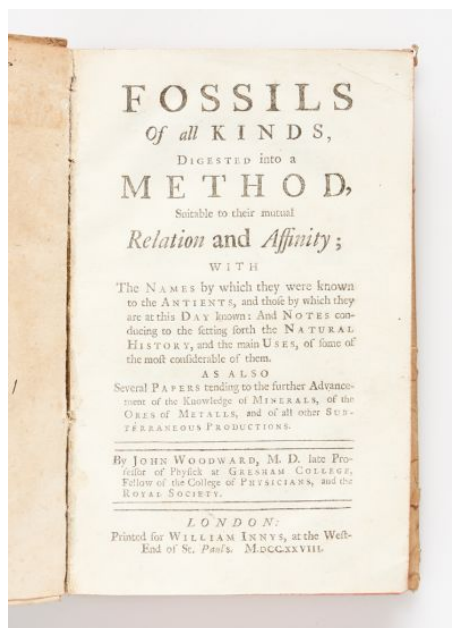 FOSSILS
Of all KINDS,
DIGESTED into a
METHOD,
Suitable to their mutual
Relation and Affinity;
WITH
The NAMES by which they were known
to the ANTIENTS, and those by which they
are at this DAY known: And NOTES con-
ducing to the setting forth the NATURAL
HISTORY, and the main USES, of some of
the most considerable of them.
AS ALSO
Several PAPERS tending to the further Advance-
ment of the Knowledge of MINERALS, of the
ORES of METALLS, and of all other SUB-
TERRANEOUS PRODUCTIONS.
By JOHN WOODWARD, M. D. late Pro-
fessor of Physick at GRESHAM COLLEGE,
Fellow of the College of PHYSICIANS, and the
ROYAL SOCIETY.
LONDON:
Printed for WILLIAM INNYS, at the West-
End of St. Paul's. M.DCC.XXVIII.